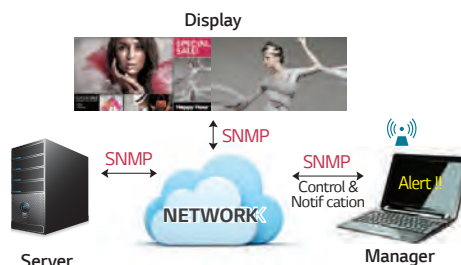 Display
SPECIAL
SALE!
Happy Hour
SNMP
SNMP
SNMP
Control &
Notif cation
NETWORK
Alert !!
Server
Manager